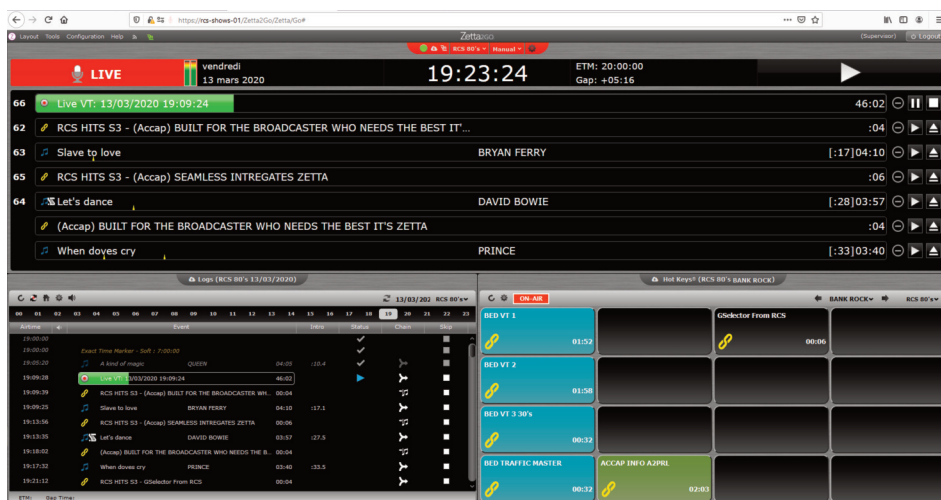 https://rcs-shows-01/Zetta2Go/Zetta/Go#
Layout Tools Configuration Help
Zetta2GO
(Supervisor) Logout
RCS 80's Manual
LIVE
vendredi
13 mars 2020
19:23:24
ETM: 20:00:00
Gap: +05:16
66 Live VT: 13/03/2020 19:09:24 46:02
62 RCS HITS S3 - (Accap) BUILT FOR THE BROADCASTER WHO NEEDS THE BEST IT'... :04
63 Slave to love BRYAN FERRY [:17]04:10
65 RCS HITS S3 - (Accap) SEAMLESS INTREGATES ZETTA :06
64 Let's dance DAVID BOWIE [:28]03:57
(Accap) BUILT FOR THE BROADCASTER WHO NEEDS THE BEST IT'S ZETTA :04
When doves cry PRINCE [:33]03:40
Logs (RCS 80's 13/03/2020)
13/03/202 RCS 80's
00 01 02 03 04 05 06 07 08 09 10 11 12 13 14 15 16 17 18 19 20 21 22 23
Airtime Event Intro Status Chain Skip
19:00:00
19:00:00 Exact Time Marker - Soft : 7:00:00
19:05:20 A kind of magic QUEEN 04:05 :10.4
19:09:28 Live VT: 13/03/2020 19:09:24 46:02
19:09:39 RCS HITS S3 - (Accap) BUILT FOR THE BROADCASTER WH... 00:04
19:09:25 Slave to love BRYAN FERRY 04:10 :17.1
19:13:56 RCS HITS S3 - (Accap) SEAMLESS INTREGATES ZETTA 00:06
19:13:35 Let's dance DAVID BOWIE 03:57 :27.5
19:18:02 (Accap) BUILT FOR THE BROADCASTER WHO NEEDS THE B... 00:04
19:17:32 When doves cry PRINCE 03:40 :33.5
19:21:12 RCS HITS S3 - GSelector From RCS 00:04
ETM: Gap Time:
Hot Keys (RCS 80's BANK ROCK)
ON-AIR BANK ROCK RCS 80's
BED VT 1 01:52
GSelector From RCS 00:06
BED VT 2 01:58
BED VT 3 30's 00:32
BED TRAFFIC MASTER 00:32
ACCAP INFO A2PRL 02:03